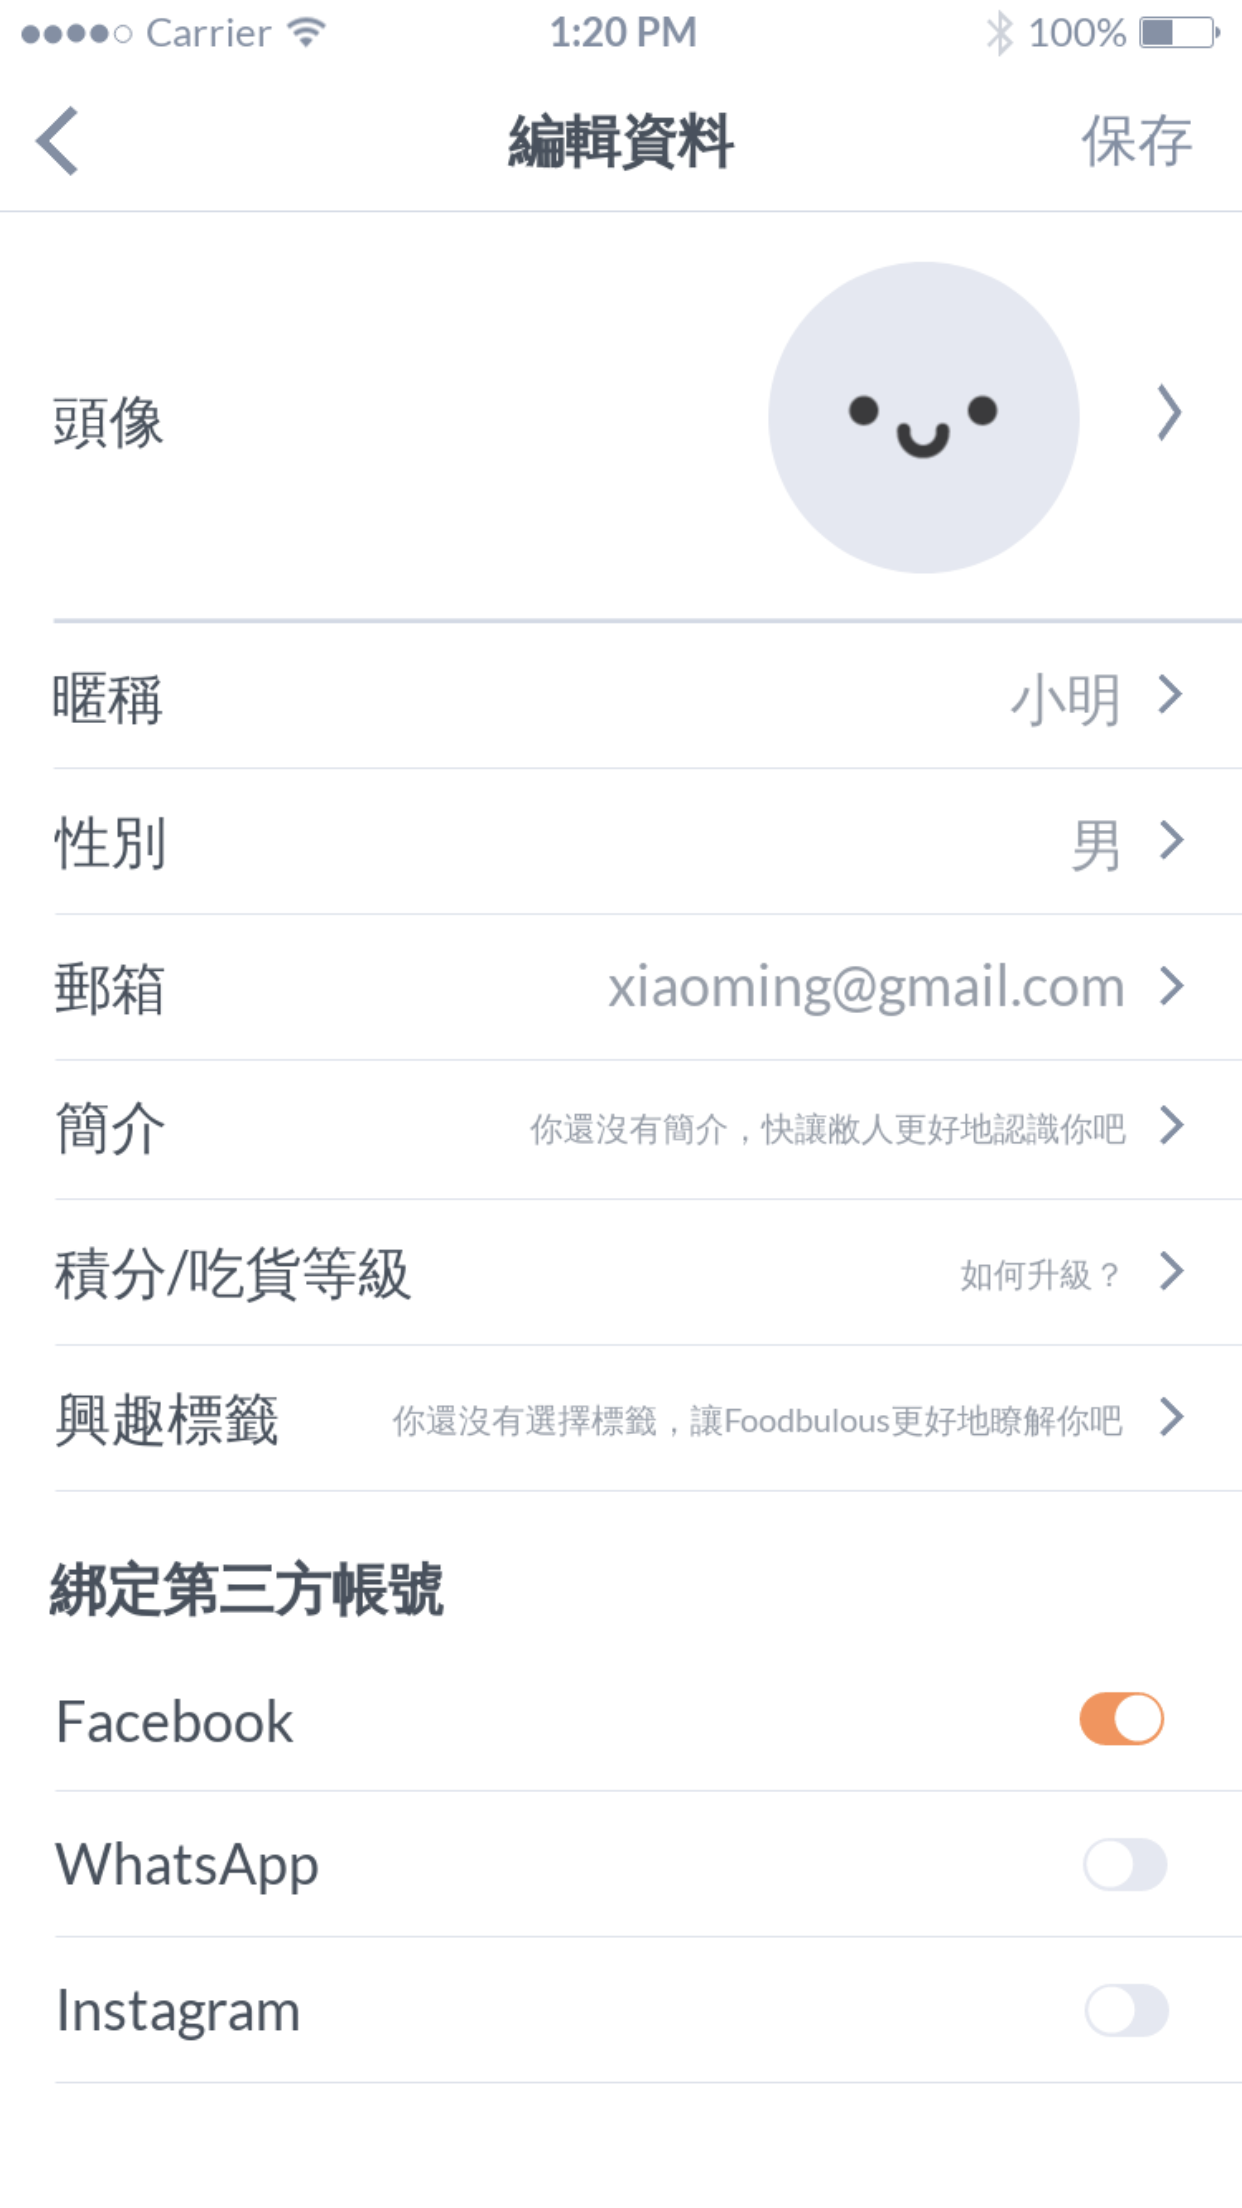 Carrier 1:20 PM 100%
編輯資料 保存
頭像
暱稱 小明
性別 男
郵箱 xiaoming@gmail.com
簡介 你還沒有簡介，快讓敝人更好地認識你吧
積分/吃貨等級 如何升級？
興趣標籤 你還沒有選擇標籤，讓Foodbulous更好地瞭解你吧
綁定第三方帳號
Facebook
WhatsApp
Instagram